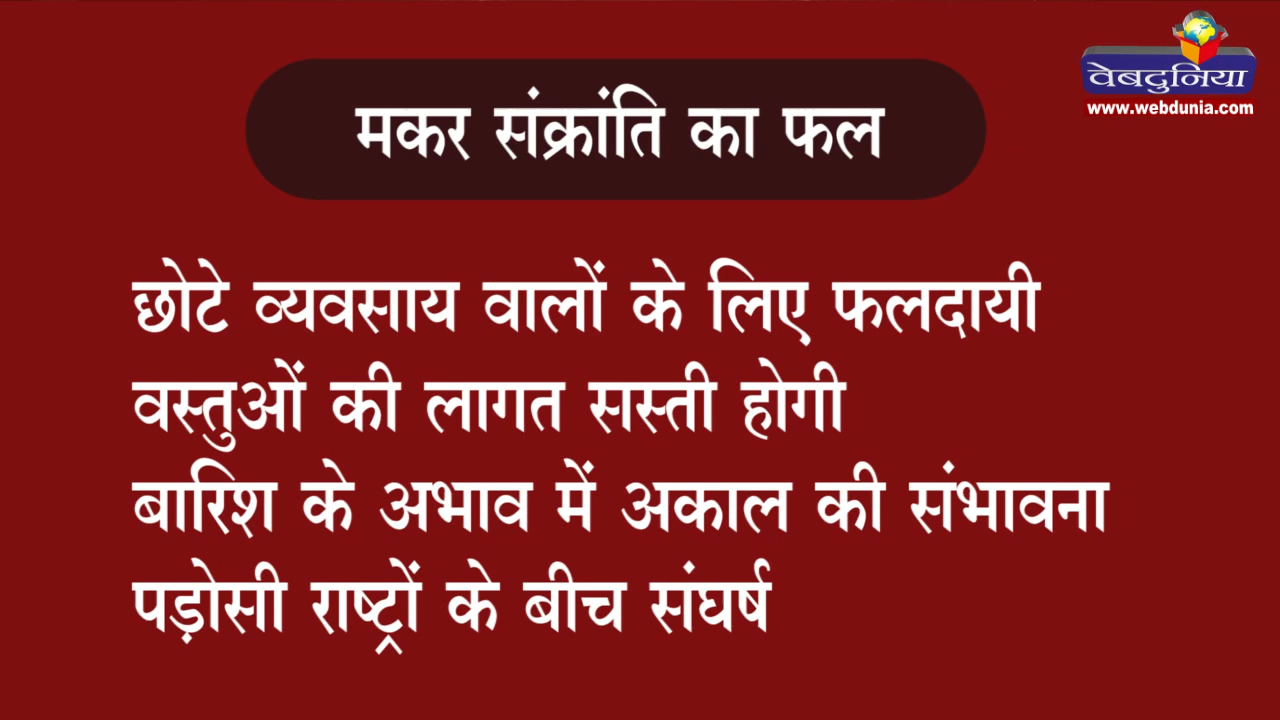 वेबदुनिया
www.webdunia.com
मकर संक्रांति का फल
छोटे व्यवसाय वालों के लिए फलदायी
वस्तुओं की लागत सस्ती होगी
बारिश के अभाव में अकाल की संभावना
पड़ोसी राष्ट्रों के बीच संघर्ष